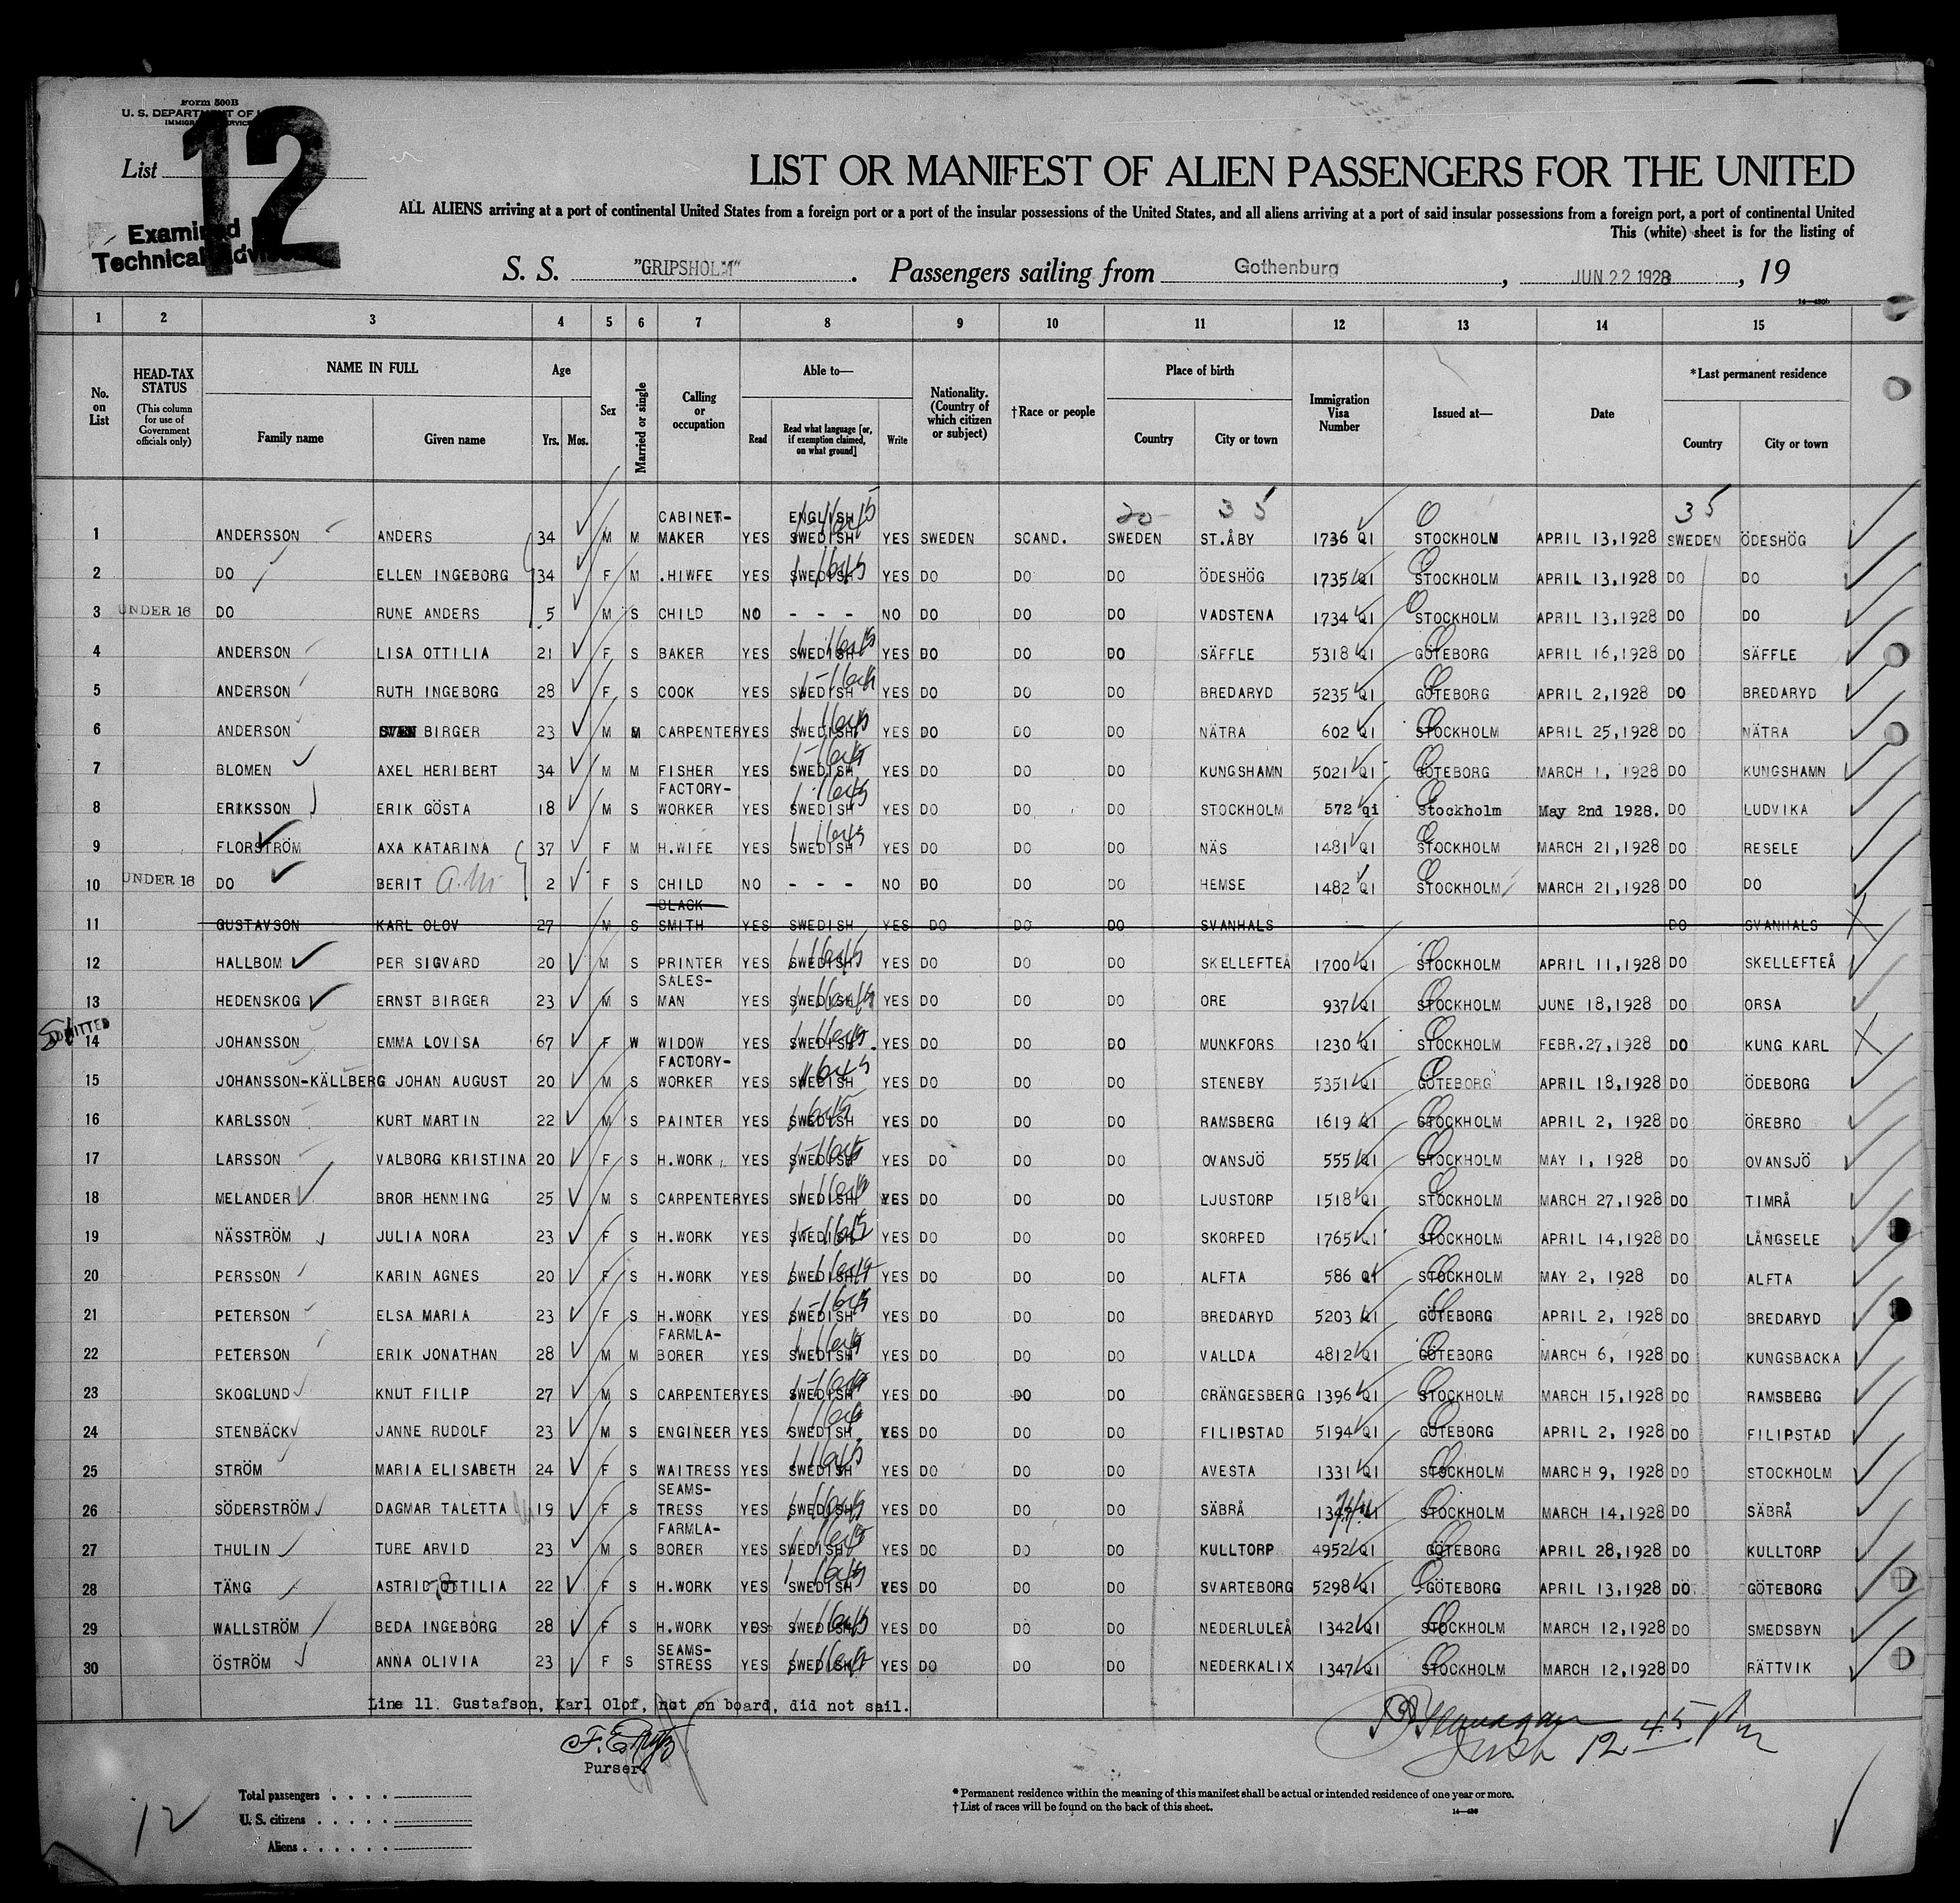 Form 500B
U. S. DEPARTMENT OF
List
12
Examined
Technical Advis
LIST OR MANIFEST OF ALIEN PASSENGERS FOR THE UNITED
ALL ALIENS arriving at a port of continental United States from a foreign port or a port of the insular possessions of the United States, and all aliens arriving at a port of said insular possessions from a foreign port, a port of continental United
This (white) sheet is for the listing of
S. S. "GRIPSHOLM". Passengers sailing from Gothenburg, JUN 22 1928, 19
1 2 3 4 5 6 7 8 9 10 11 12 13 14 15
No. on List
HEAD-TAX STATUS (This column for use of Government officials only)
NAME IN FULL
Family name Given name
Age
Yrs. Mos.
Sex
Married or single
Calling or occupation
Able to—
Read Read what language [or, if exemption claimed, on what ground] Write
Nationality. (Country of which citizen or subject)
†Race or people
Place of birth
Country City or town
Immigration Visa Number
Issued at—
Date
*Last permanent residence
Country City or town
20 35 35
1 ANDERSSON ANDERS 34 M M CABINET-MAKER YES ENGLISH SWEDISH YES SWEDEN SCAND. SWEDEN ST.ÅBY 1736 QI STOCKHOLM APRIL 13,1928 SWEDEN ÖDESHÖG
2 DO ELLEN INGEBORG 34 F M .HIWFE YES SWEDISH YES DO DO DO ÖDESHÖG 1735 QI STOCKHOLM APRIL 13,1928 DO DO
3 UNDER 16 DO RUNE ANDERS 5 M S CHILD NO - - - NO DO DO DO VADSTENA 1734 QI STOCKHOLM APRIL 13,1928 DO DO
4 ANDERSON LISA OTTILIA 21 F S BAKER YES SWEDISH YES DO DO DO SÄFFLE 5318 QI GÖTEBORG APRIL 16,1928 DO SÄFFLE
5 ANDERSON RUTH INGEBORG 28 F S COOK YES SWEDISH YES DO DO DO BREDARYD 5235 QI GÖTEBORG APRIL 2,1928 DO BREDARYD
6 ANDERSON SVEN BIRGER 23 M M CARPENTER YES SWEDISH YES DO DO DO NÄTRA 602 QI STOCKHOLM APRIL 25,1928 DO NÄTRA
7 BLOMEN AXEL HERIBERT 34 M M FISHER YES SWEDISH YES DO DO DO KUNGSHAMN 5021 QI GÖTEBORG MARCH 1, 1928 DO KUNGSHAMN
8 ERIKSSON ERIK GÖSTA 18 M S FACTORY-WORKER YES SWEDISH YES DO DO DO STOCKHOLM 572 Qi Stockholm May 2nd 1928. DO LUDVIKA
9 FLORSTRÖM AXA KATARINA 37 F M H.WIFE YES SWEDISH YES DO DO DO NÄS 1481 QI STOCKHOLM MARCH 21,1928 DO RESELE
10 UNDER 16 DO BERIT 2 F S CHILD NO - - - NO DO DO DO HEMSE 1482 QI STOCKHOLM MARCH 21,1928 DO DO
11 GUSTAVSON KARL OLOV 27 M S BLACK SMITH YES SWEDISH YES DO DO DO SVANHALS DO SVANHALS
12 HALLBOM PER SIGVARD 20 M S PRINTER YES SWEDISH YES DO DO DO SKELLEFTEÅ 1700 QI STOCKHOLM APRIL 11,1928 DO SKELLEFTEÅ
13 HEDENSKOG ERNST BIRGER 23 M S SALES-MAN YES SWEDISH YES DO DO DO ORE 937 QI STOCKHOLM JUNE 18,1928 DO ORSA
ADMITTED
14 JOHANSSON EMMA LOVISA 67 F W WIDOW YES SWEDISH. YES DO DO DO MUNKFORS 1230 QI STOCKHOLM FEBR.27,1928 DO KUNG KARL
15 JOHANSSON-KÄLLBERG JOHAN AUGUST 20 M S FACTORY-WORKER YES SWEDISH YES DO DO DO STENEBY 5351 QI GÖTEBORG APRIL 18,1928 DO ÖDEBORG
16 KARLSSON KURT MARTIN 22 M S PAINTER YES SWEDISH YES DO DO DO RAMSBERG 1619 QI STOCKHOLM APRIL 2, 1928 DO ÖREBRO
17 LARSSON VALBORG KRISTINA 20 F S H.WORK YES SWEDISH YES DO DO DO OVANSJÖ 555 QI STOCKHOLM MAY 1, 1928 DO OVANSJÖ
18 MELANDER BROR HENNING 25 M S CARPENTER YES SWEDISH YES DO DO DO LJUSTORP 1518 QI STOCKHOLM MARCH 27,1928 DO TIMRÅ
19 NÄSSTRÖM JULIA NORA 23 F S H.WORK YES SWEDISH YES DO DO DO SKORPED 1765 QI STOCKHOLM APRIL 14,1928 DO LÅNGSELE
20 PERSSON KARIN AGNES 20 F S H.WORK YES SWEDISH YES DO DO DO ALFTA 586 QI STOCKHOLM MAY 2, 1928 DO ALFTA
21 PETERSON ELSA MARIA 23 F S H.WORK YES SWEDISH YES DO DO DO BREDARYD 5203 QI GÖTEBORG APRIL 2, 1928 DO BREDARYD
22 PETERSON ERIK JONATHAN 28 M M FARMLA-BORER YES SWEDISH YES DO DO DO VALLDA 4812 QI GÖTEBORG MARCH 6, 1928 DO KUNGSBACKA
23 SKOGLUND KNUT FILIP 27 M S CARPENTER YES SWEDISH YES DO DO DO GRÄNGESBERG 1396 QI STOCKHOLM MARCH 15,1928 DO RAMSBERG
24 STENBÄCK JANNE RUDOLF 23 M S ENGINEER YES SWEDISH YES DO DO DO FILIPSTAD 5194 QI GÖTEBORG APRIL 2, 1928 DO FILIPSTAD
25 STRÖM MARIA ELISABETH 24 F S WAITRESS YES SWEDISH YES DO DO DO AVESTA 1331 QI STOCKHOLM MARCH 9, 1928 DO STOCKHOLM
26 SÖDERSTRÖM DAGMAR TALETTA 19 F S SEAMS-TRESS YES SWEDISH YES DO DO DO SÄBRÅ STOCKHOLM MARCH 14,1928 DO SÄBRÅ
27 THULIN TURE ARVID 23 M S FARMLA-BORER YES SWEDISH YES DO DO DO KULLTORP 4952 QI GÖTEBORG APRIL 28,1928 DO KULLTORP
28 TÄNG ASTRID OTTILIA 22 F S H.WORK YES SWEDISH YES DO DO DO SVARTEBORG 5298 QI GÖTEBORG APRIL 13,1928 DO GÖTEBORG
29 WALLSTRÖM BEDA INGEBORG 28 F S H.WORK YES SWEDISH YES DO DO DO NEDERLULEÅ 1342 QI STOCKHOLM MARCH 12,1928 DO SMEDSBYN
30 ÖSTRÖM ANNA OLIVIA 23 F S SEAMS-STRESS YES SWEDISH YES DO DO DO NEDERKALIX 1347 QI STOCKHOLM MARCH 12,1928 DO RÄTTVIK
Line 11. Gustafson, Karl Olof, not on board, did not sail.
Purser.
12 45 Pm
Total passengers
U. S. citizens
Aliens
12
* Permanent residence within the meaning of this manifest shall be actual or intended residence of one year or more.
† List of races will be found on the back of this sheet.